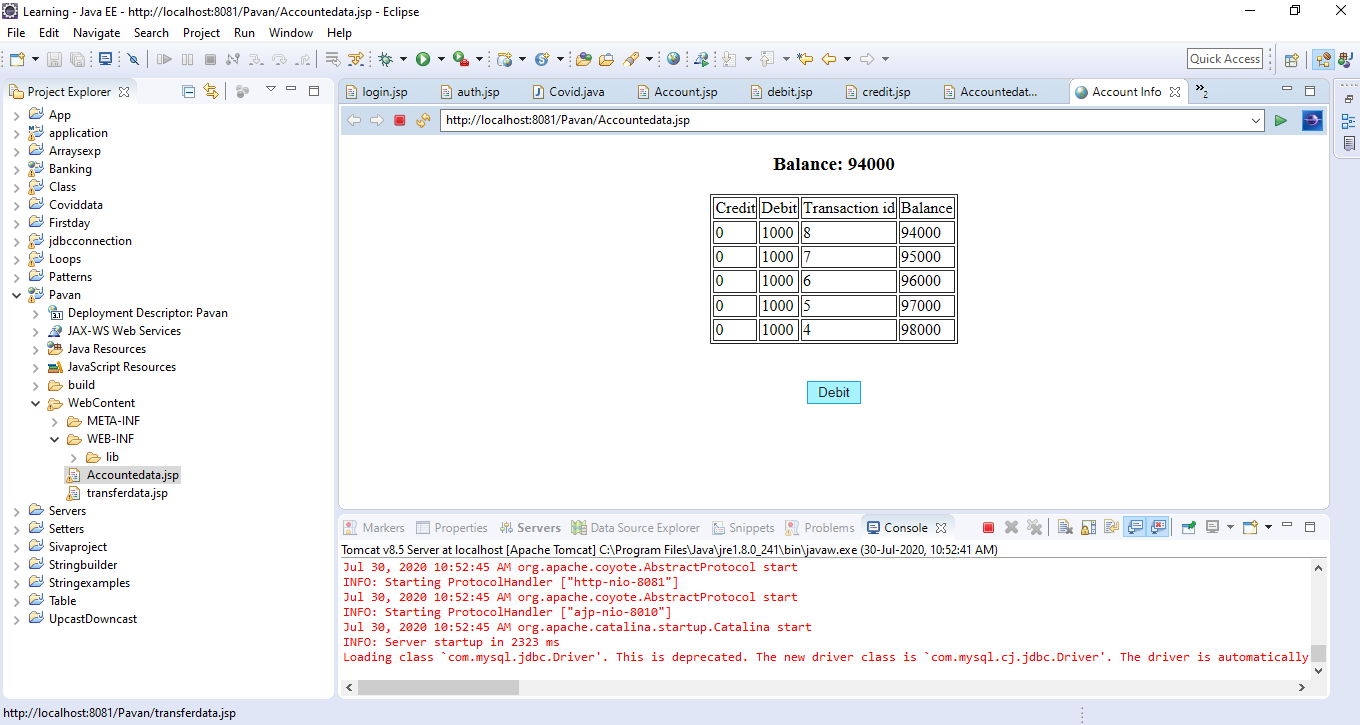 Learning - Java EE - http://localhost:8081/Pavan/Accountedata.jsp - Eclipse
File Edit Navigate Search Project Run Window Help
Quick Access
Project Explorer
App
application
Arraysexp
Banking
Class
Coviddata
Firstday
jdbcconnection
Loops
Patterns
Pavan
Deployment Descriptor: Pavan
JAX-WS Web Services
Java Resources
JavaScript Resources
build
WebContent
META-INF
WEB-INF
lib
Accountedata.jsp
transferdata.jsp
Servers
Setters
Sivaproject
Stringbuilder
Stringexamples
Table
UpcastDowncast
login.jsp auth.jsp Covid.java Account.jsp debit.jsp credit.jsp Accountedat... Account Info »2
http://localhost:8081/Pavan/Accountedata.jsp
Balance: 94000
Credit Debit Transaction id Balance
0 1000 8 94000
0 1000 7 95000
0 1000 6 96000
0 1000 5 97000
0 1000 4 98000
Debit
Markers Properties Servers Data Source Explorer Snippets Problems Console
Tomcat v8.5 Server at localhost [Apache Tomcat] C:\Program Files\Java\jre1.8.0_241\bin\javaw.exe (30-Jul-2020, 10:52:41 AM)
Jul 30, 2020 10:52:45 AM org.apache.coyote.AbstractProtocol start
INFO: Starting ProtocolHandler ["http-nio-8081"]
Jul 30, 2020 10:52:45 AM org.apache.coyote.AbstractProtocol start
INFO: Starting ProtocolHandler ["ajp-nio-8010"]
Jul 30, 2020 10:52:45 AM org.apache.catalina.startup.Catalina start
INFO: Server startup in 2323 ms
Loading class `com.mysql.jdbc.Driver'. This is deprecated. The new driver class is `com.mysql.cj.jdbc.Driver'. The driver is automatically
http://localhost:8081/Pavan/transferdata.jsp